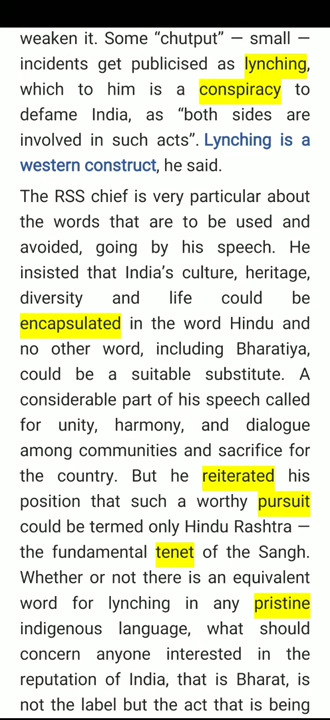 weaken it. Some “chutput” — small —
incidents get publicised as lynching,
which to him is a conspiracy to
defame India, as “both sides are
involved in such acts”. Lynching is a
western construct, he said.
The RSS chief is very particular about
the words that are to be used and
avoided, going by his speech. He
insisted that India’s culture, heritage,
diversity and life could be
encapsulated in the word Hindu and
no other word, including Bharatiya,
could be a suitable substitute. A
considerable part of his speech called
for unity, harmony, and dialogue
among communities and sacrifice for
the country. But he reiterated his
position that such a worthy pursuit
could be termed only Hindu Rashtra —
the fundamental tenet of the Sangh.
Whether or not there is an equivalent
word for lynching in any pristine
indigenous language, what should
concern anyone interested in the
reputation of India, that is Bharat, is
not the label but the act that is being